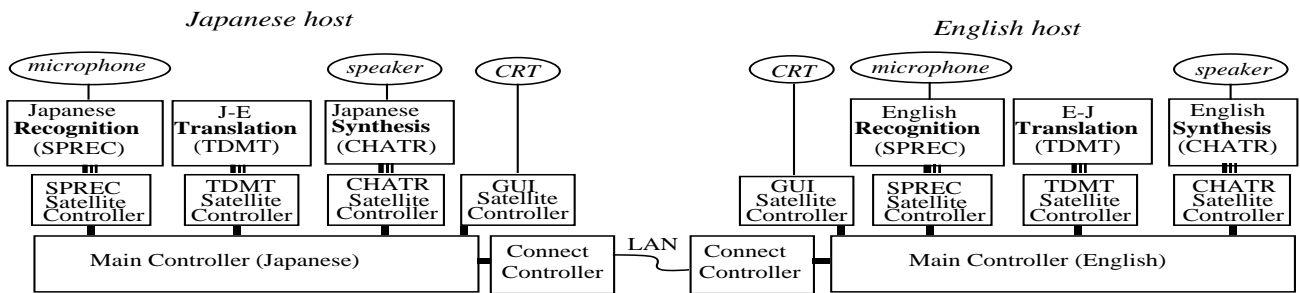 Japanese host
English host
microphone
speaker
CRT
CRT
microphone
speaker
Japanese
Recognition
(SPREC)
J-E
Translation
(TDMT)
Japanese
Synthesis
(CHATR)
English
Recognition
(SPREC)
E-J
Translation
(TDMT)
English
Synthesis
(CHATR)
SPREC
Satellite
Controller
TDMT
Satellite
Controller
CHATR
Satellite
Controller
GUI
Satellite
Controller
GUI
Satellite
Controller
SPREC
Satellite
Controller
TDMT
Satellite
Controller
CHATR
Satellite
Controller
Main Controller (Japanese)
Connect
Controller
LAN
Connect
Controller
Main Controller (English)